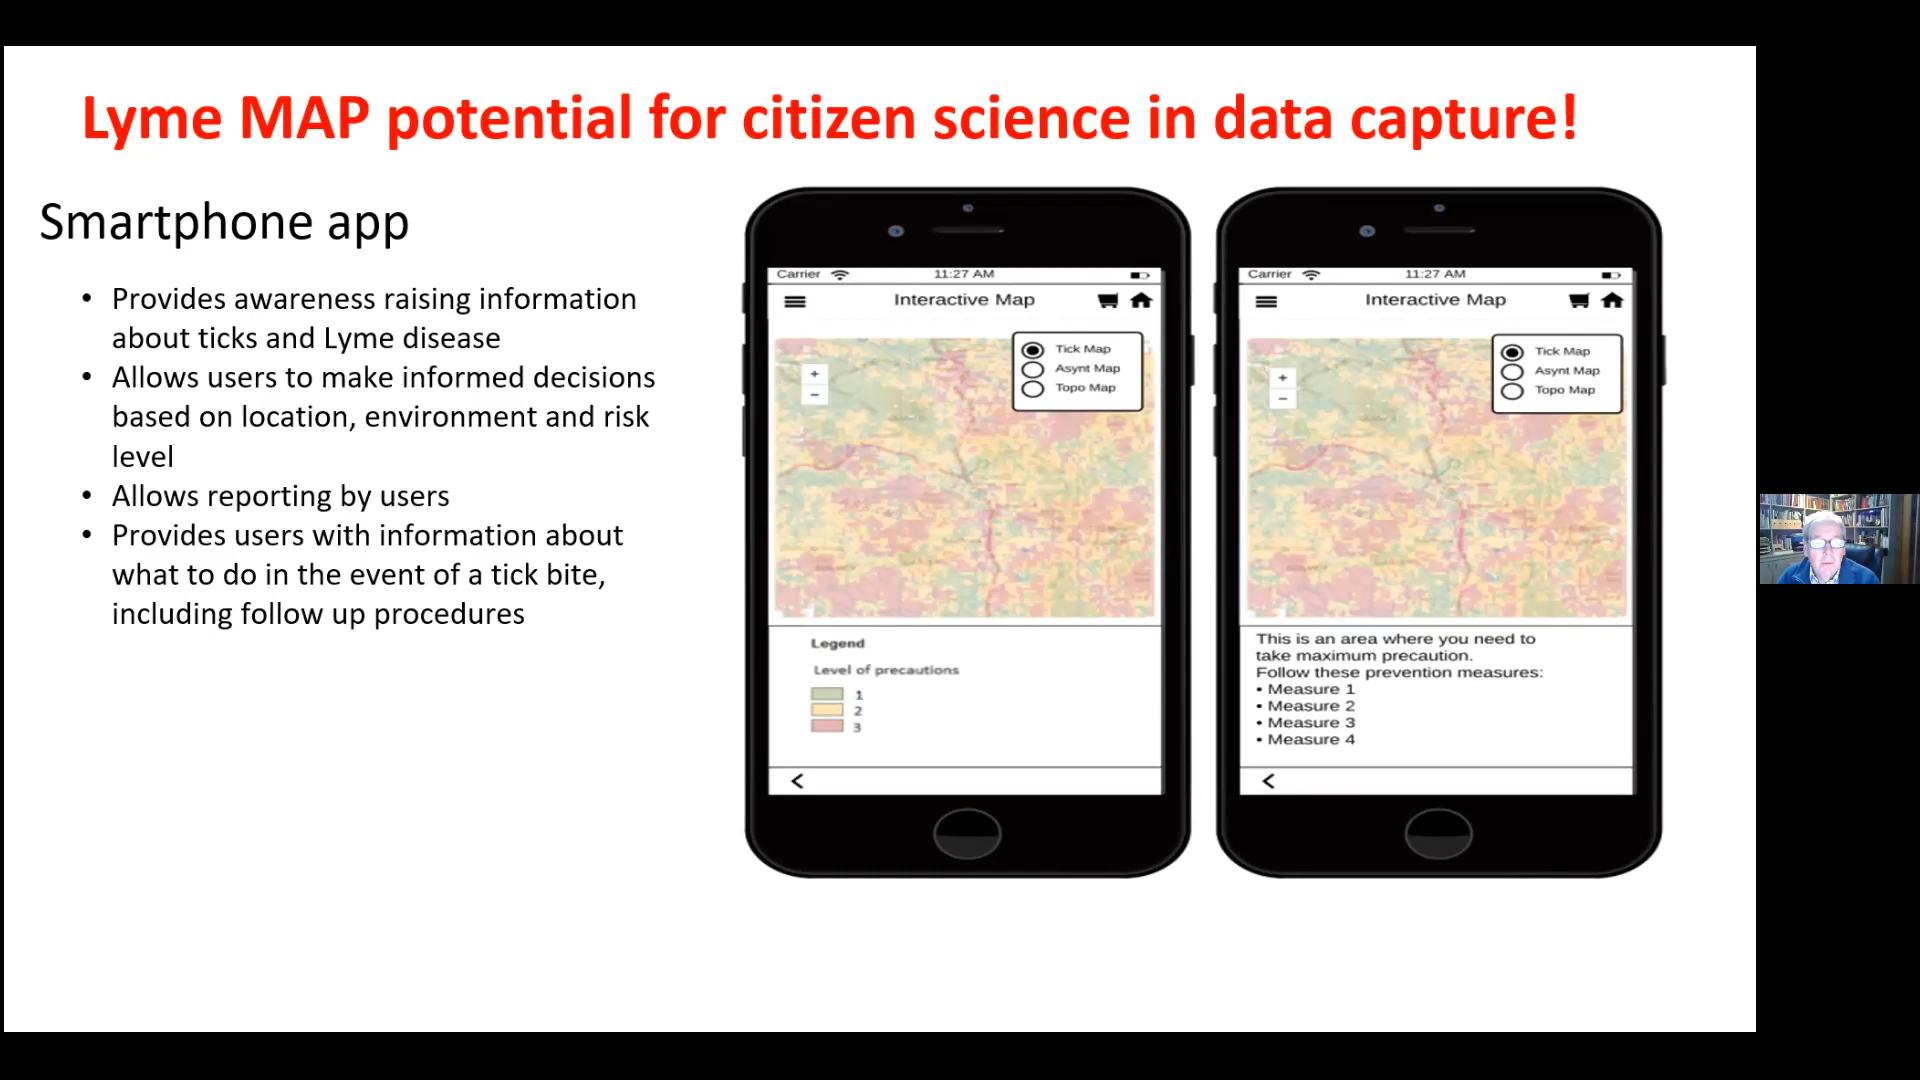 Lyme MAP potential for citizen science in data capture!
Smartphone app
• Provides awareness raising information
about ticks and Lyme disease
• Allows users to make informed decisions
based on location, environment and risk
level
• Allows reporting by users
• Provides users with information about
what to do in the event of a tick bite,
including follow up procedures
Carrier 11:27 AM
Interactive Map
Tick Map
Asynt Map
Topo Map
+
−
Legend
Level of precautions
1
2
3
<
Carrier 11:27 AM
Interactive Map
Tick Map
Asynt Map
Topo Map
+
−
This is an area where you need to
take maximum precaution.
Follow these prevention measures:
• Measure 1
• Measure 2
• Measure 3
• Measure 4
<